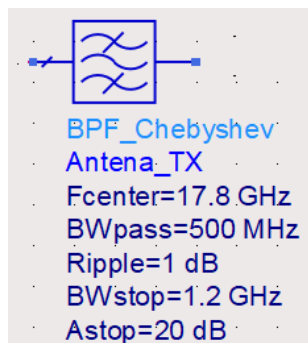 BPF_Chebyshev
Antena_TX
Fcenter=17.8 GHz
BWpass=500 MHz
Ripple=1 dB
BWstop=1.2 GHz
Astop=20 dB